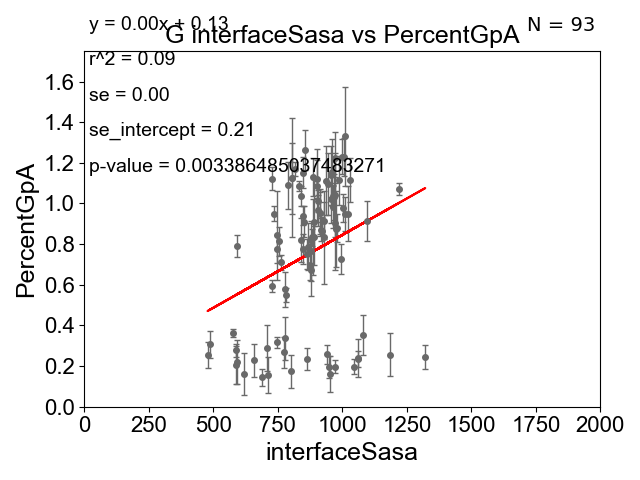 y = 0.00x + 0.13
N = 93
G interfaceSasa vs PercentGpA
r^2 = 0.09
se = 0.00
se_intercept = 0.21
p-value = 0.003386485037483271
PercentGpA
1.6
1.4
1.2
1.0
0.8
0.6
0.4
0.2
0.0
0 250 500 750 1000 1250 1500 1750 2000
interfaceSasa